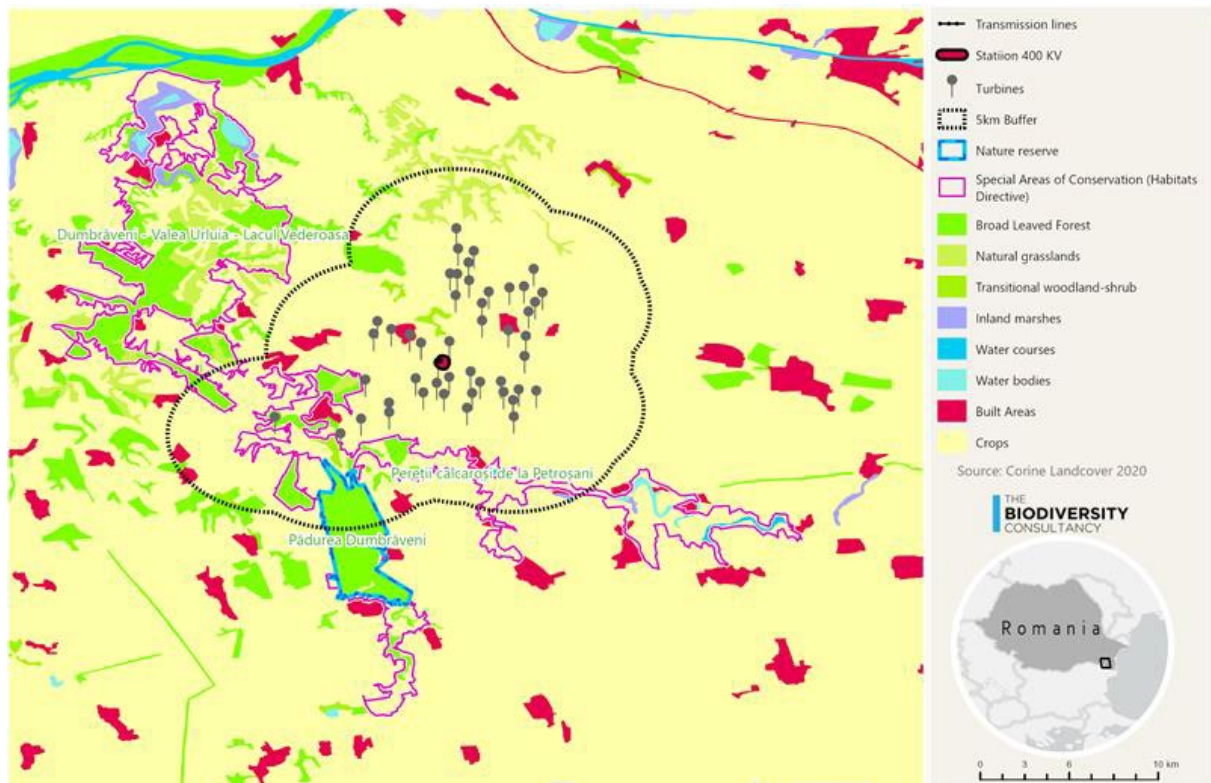 Dumbrăveni - Valea Urluia - Lacul Vederoasa
Pereții călcaroși de la Petroșani
Pădurea Dumbrăveni
Transmission lines
Statiion 400 KV
Turbines
5km Buffer
Nature reserve
Special Areas of Conservation (Habitats
Directive)
Broad Leaved Forest
Natural grasslands
Transitional woodland-shrub
Inland marshes
Water courses
Water bodies
Built Areas
Crops
Source: Corine Landcover 2020
THE
BIODIVERSITY
CONSULTANCY
Romania
0 3 6 10 km